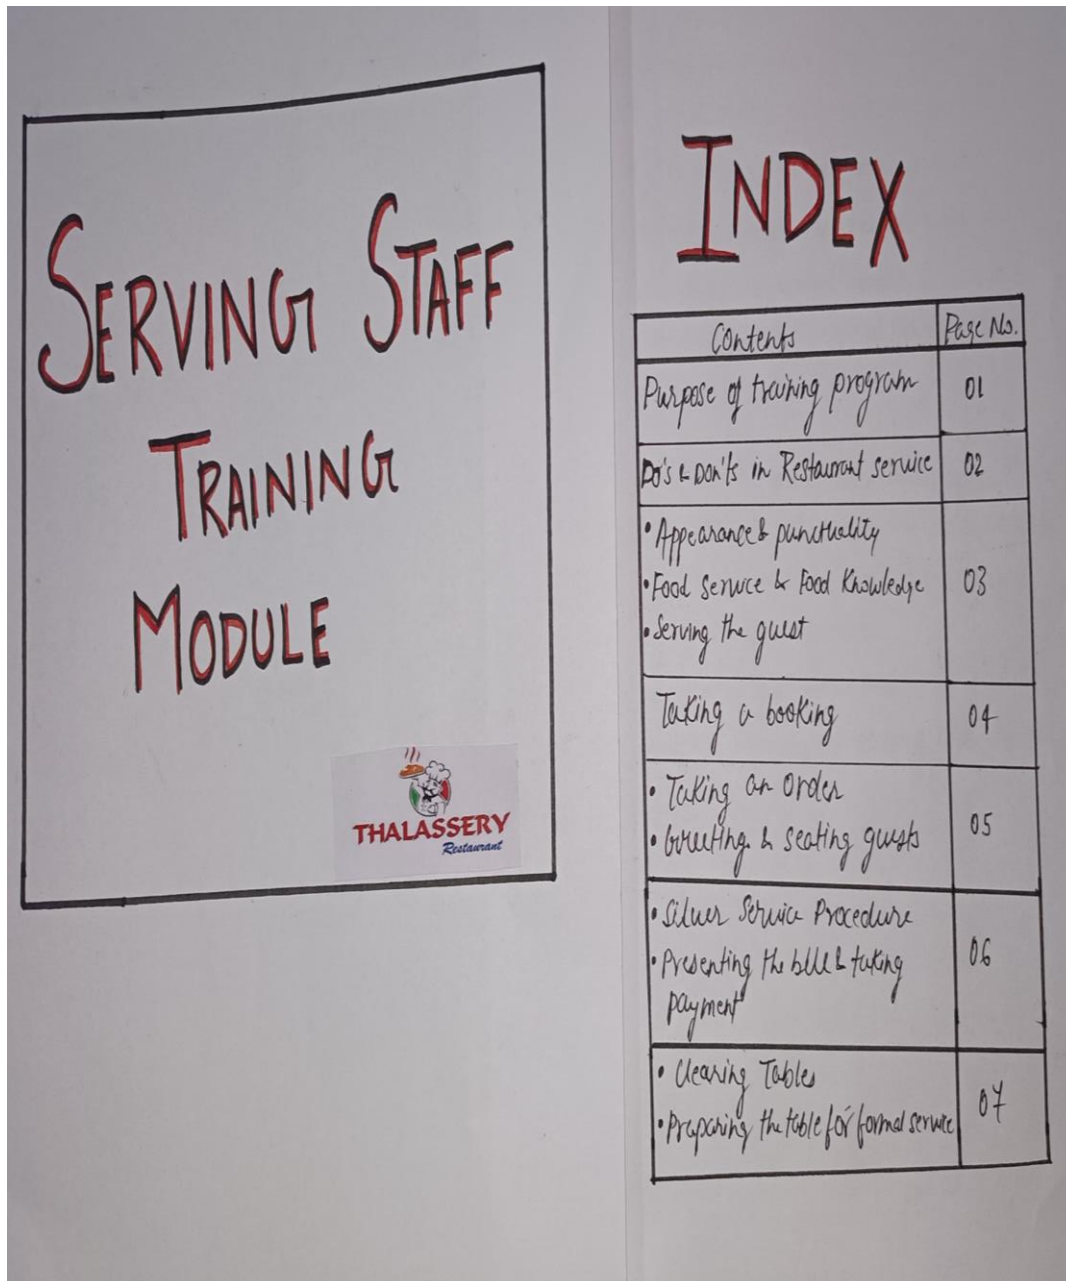 SERVING STAFF
TRAINING
MODULE
THALASSERY
Restaurant
INDEX
Contents
Page No.
Purpose of training program
01
Do's & Don'ts in Restaurant service
02
• Appearance & punctuality
• Food Service & Food Knowledge
• Serving the guest
03
Taking a booking
04
• Taking an Order
• Greeting & seating guests
05
• Silver Service Procedure
• Presenting the bill & taking
payment
06
• Clearing Tables
• Preparing the table for formal service
07